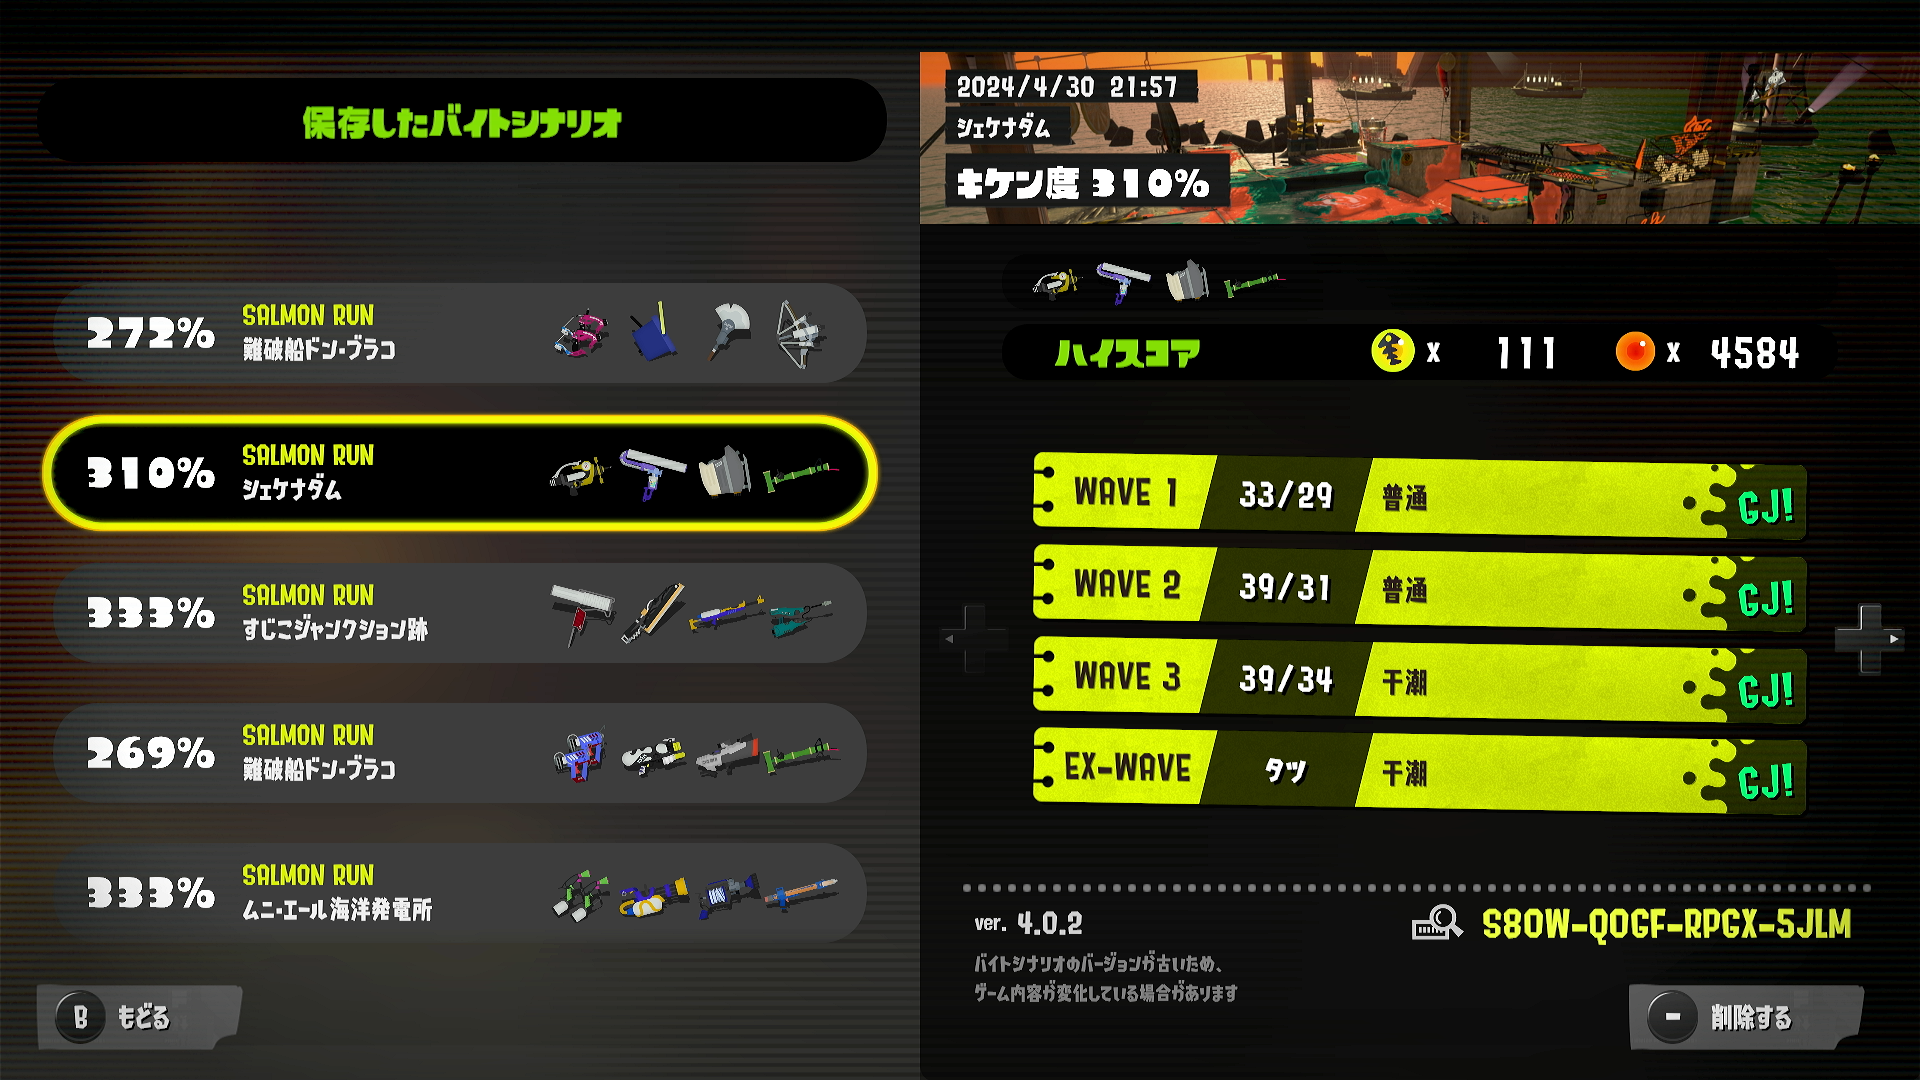 保存したバイトシナリオ
272%
SALMON RUN
難破船ドン・ブラコ
310%
SALMON RUN
シェケナダム
333%
SALMON RUN
すじこジャンクション跡
269%
SALMON RUN
難破船ドン・ブラコ
333%
SALMON RUN
ムニ・エール海洋発電所
B もどる
2024/4/30 21:57
シェケナダム
キケン度 310%
ハイスコア x 111 x 4584
WAVE 1 33/29 普通 GJ!
WAVE 2 39/31 普通 GJ!
WAVE 3 39/34 干潮 GJ!
EX-WAVE タツ 干潮 GJ!
ver. 4.0.2
S80W-Q0GF-RPGX-5JLM
バイトシナリオのバージョンが古いため、
ゲーム内容が変化している場合があります
削除する